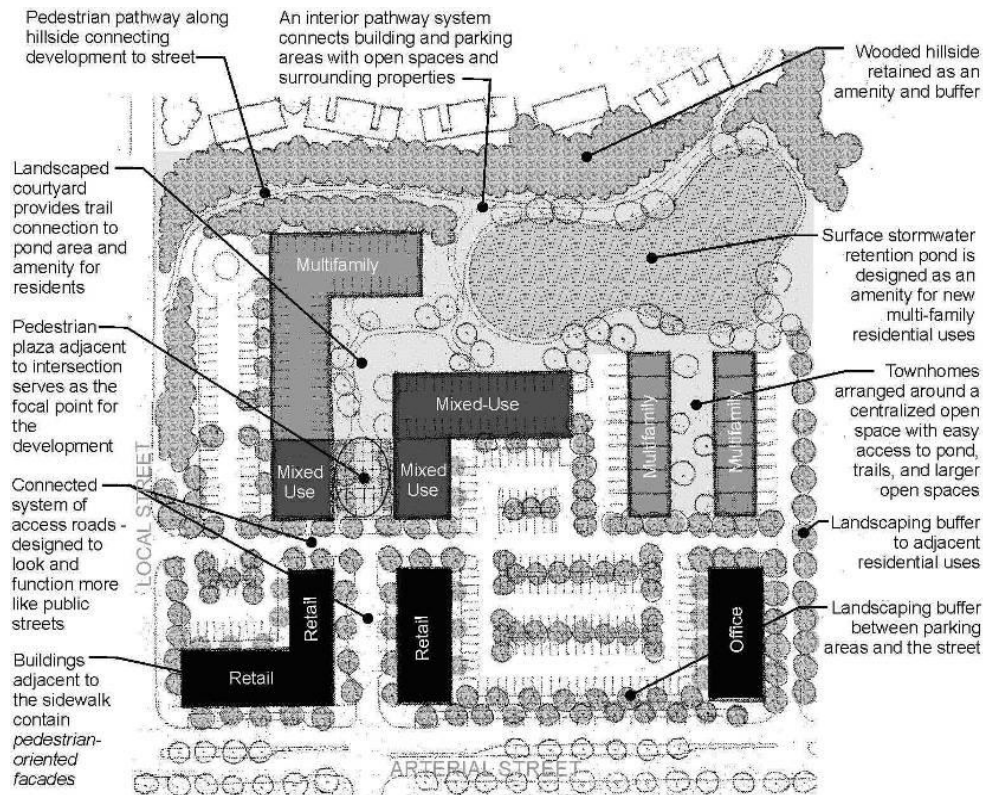 Pedestrian pathway along
hillside connecting
development to street
An interior pathway system
connects building and parking
areas with open spaces and
surrounding properties
Wooded hillside
retained as an
amenity and buffer
Landscaped
courtyard
provides trail
connection to
pond area and
amenity for
residents
Multifamily
Surface stormwater
retention pond is
designed as an
amenity for new
multi-family
residential uses
Pedestrian
plaza adjacent
to intersection
serves as the
focal point for
the
development
Mixed-Use
Multifamily
Multifamily
Townhomes
arranged around a
centralized open
space with easy
access to pond,
trails, and larger
open spaces
Mixed
Use
Mixed
Use
LOCAL STREET
Connected
system of
access roads -
designed to
look and
function more
like public
streets
Landscaping buffer
to adjacent
residential uses
Retail
Retail
Office
Landscaping buffer
between parking
areas and the street
Buildings
adjacent to
the sidewalk
contain
pedestrian-
oriented
facades
Retail
ARTERIAL STREET